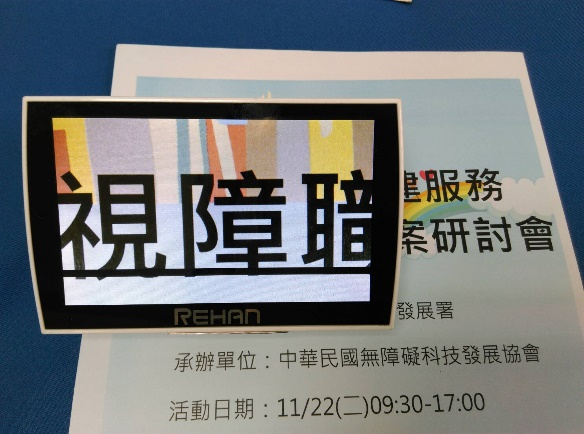 視障職
REHAN
建服務
案研討會
發展署
承辦單位：中華民國無障礙科技發展協會
活動日期：11/22(二)09:30-17:00